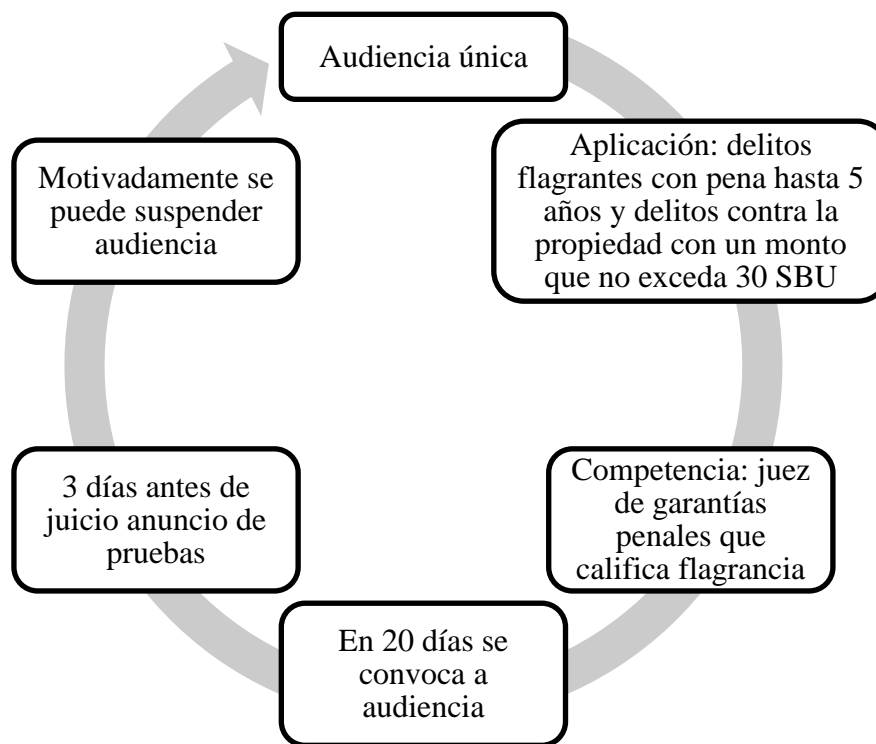 Audiencia única
Aplicación: delitos
flagrantes con pena hasta 5
años y delitos contra la
propiedad con un monto
que no exceda 30 SBU
Competencia: juez
de garantías
penales que
califica flagrancia
En 20 días se
convoca a
audiencia
3 días antes de
juicio anuncio de
pruebas
Motivadamente se
puede suspender
audiencia